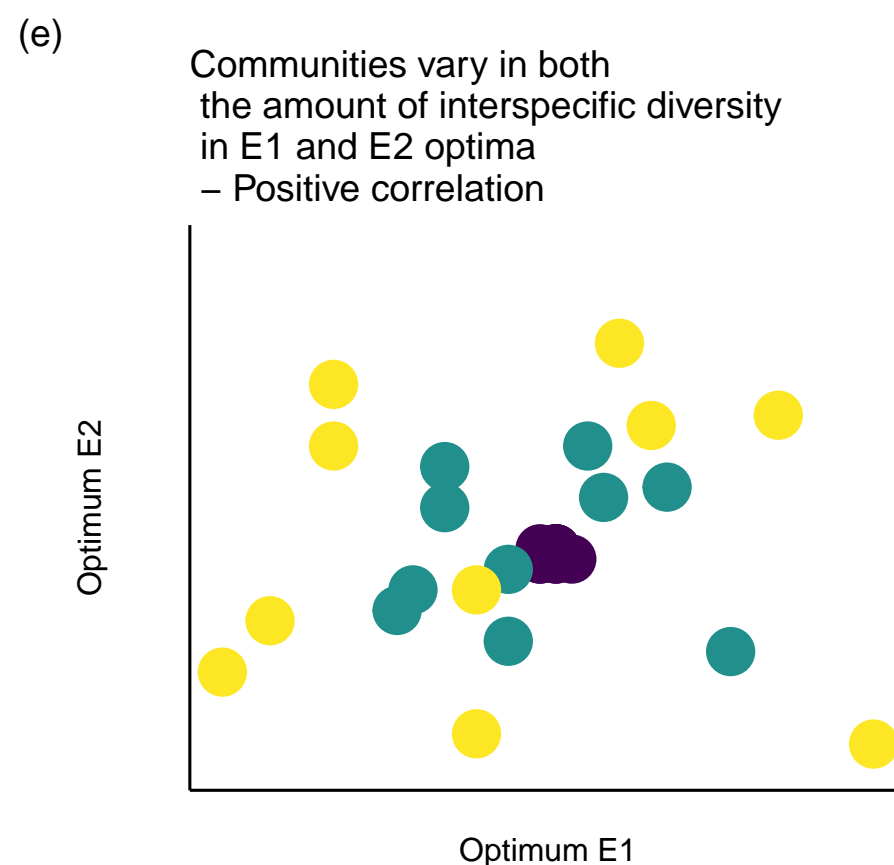 (e)
Communities vary in both
the amount of interspecific diversity
in E1 and E2 optima
– Positive correlation
Optimum E2
Optimum E1